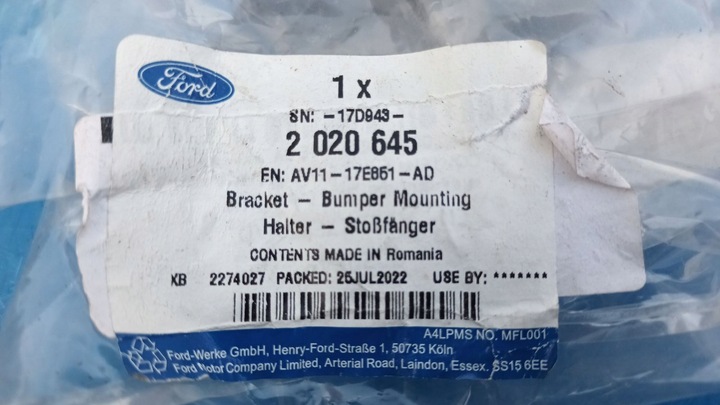 Ford
1 x
SN: -17D943-
2 020 645
EN: AV11-17E851-AD
Bracket - Bumper Mounting
Halter - Stoßfänger
CONTENTS MADE IN Romania
KB 2274027 PACKED: 25JUL2022 USE BY: *******
A4LPMS NO. MFL001
Ford-Werke GmbH, Henry-Ford-Straße 1, 50735 Köln
Ford Motor Company Limited, Arterial Road, Laindon, Essex. SS15 6EE